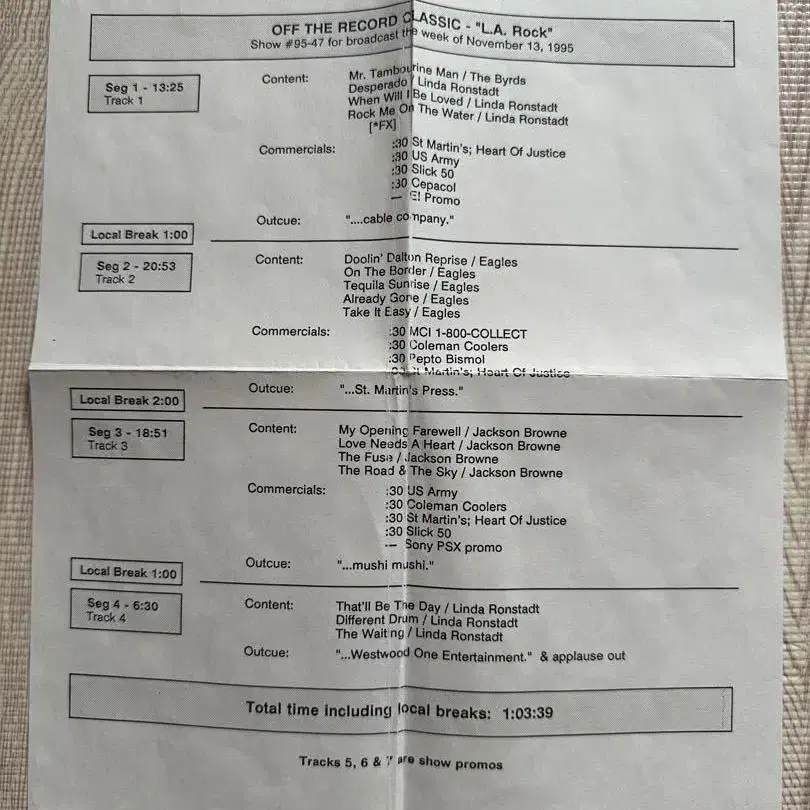 OFF THE RECORD CLASSIC - "L.A. Rock"
Show #95-47 for broadcast the week of November 13, 1995
Seg 1 - 13:25
Track 1
Content:
Mr. Tambourine Man / The Byrds
Desperado / Linda Ronstadt
When Will I Be Loved / Linda Ronstadt
Rock Me On The Water / Linda Ronstadt
[*FX]
Commercials:
:30 St Martin's; Heart Of Justice
:30 US Army
:30 Slick 50
:30 Cepacol
— E! Promo
Outcue: "....cable company."
Local Break 1:00
Seg 2 - 20:53
Track 2
Content:
Doolin' Dalton Reprise / Eagles
On The Border / Eagles
Tequila Sunrise / Eagles
Already Gone / Eagles
Take It Easy / Eagles
Commercials:
:30 MCI 1-800-COLLECT
:30 Coleman Coolers
:30 Pepto Bismol
:30 St Martin's; Heart Of Justice
Outcue: "...St. Martin's Press."
Local Break 2:00
Seg 3 - 18:51
Track 3
Content:
My Opening Farewell / Jackson Browne
Love Needs A Heart / Jackson Browne
The Fuse / Jackson Browne
The Road & The Sky / Jackson Browne
Commercials:
:30 US Army
:30 Coleman Coolers
:30 St Martin's; Heart Of Justice
:30 Slick 50
-- Sony PSX promo
Outcue: "...mushi mushi."
Local Break 1:00
Seg 4 - 6:30
Track 4
Content:
That'll Be The Day / Linda Ronstadt
Different Drum / Linda Ronstadt
The Waiting / Linda Ronstadt
Outcue: "...Westwood One Entertainment." & applause out
Total time including local breaks: 1:03:39
Tracks 5, 6 & 7 are show promos